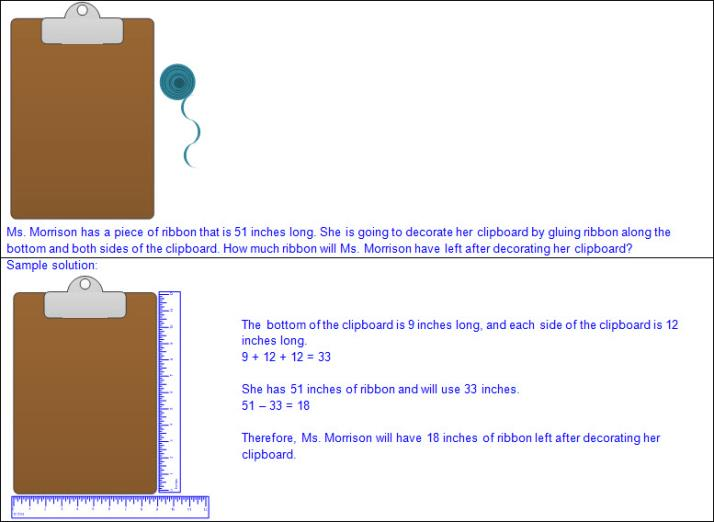 Ms. Morrison has a piece of ribbon that is 51 inches long. She is going to decorate her clipboard by gluing ribbon along the
bottom and both sides of the clipboard. How much ribbon will Ms. Morrison have left after decorating her clipboard?
Sample solution:
The bottom of the clipboard is 9 inches long, and each side of the clipboard is 12
inches long.
9 + 12 + 12 = 33
She has 51 inches of ribbon and will use 33 inches.
51 – 33 = 18
Therefore, Ms. Morrison will have 18 inches of ribbon left after decorating her
clipboard.